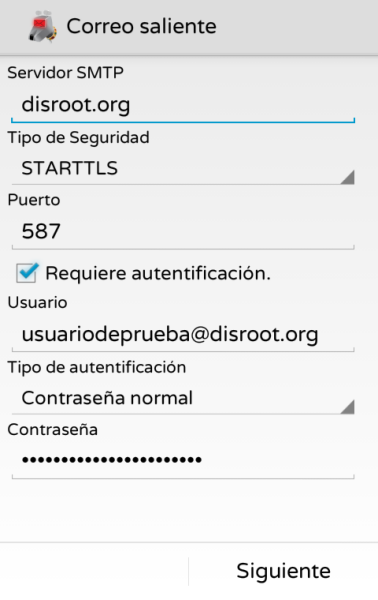 Correo saliente
Servidor SMTP
disroot.org
Tipo de Seguridad
STARTTLS
Puerto
587
Requiere autentificación.
Usuario
usuariodeprueba@disroot.org
Tipo de autentificación
Contraseña normal
Contraseña
•••••••••••••••••••••••
Siguiente